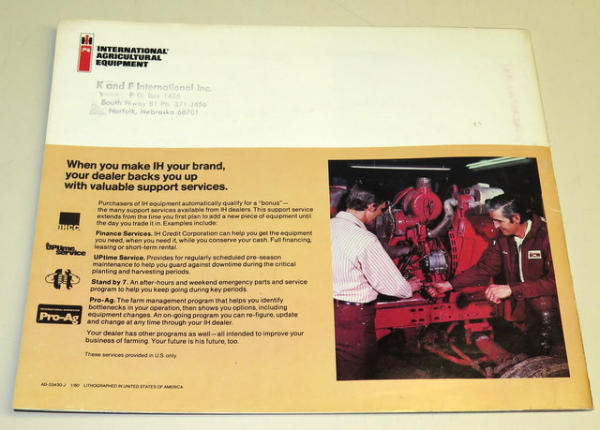 INTERNATIONAL
AGRICULTURAL
EQUIPMENT
K and F International Inc.
P.O. Box 1406
South Hiway 81 Ph. 371-3656
Norfolk, Nebraska 68701
When you make IH your brand,
your dealer backs you up
with valuable support services.
Purchasers of IH equipment automatically qualify for a "bonus"—
the many support services available from IH dealers. This support service
extends from the time you first plan to add a new piece of equipment until
the day you trade it in. Examples include:
IHCC
Finance Services. IH Credit Corporation can help you get the equipment
you need, when you need it, while you conserve your cash. Full financing,
leasing or short-term rental.
UPtime
Service
UPtime Service. Provides for regularly scheduled pre-season
maintenance to help you guard against downtime during the critical
planting and harvesting periods.
Stand by 7. An after-hours and weekend emergency parts and service
program to help you keep going during key periods.
Pro-Ag
Pro-Ag. The farm management program that helps you identify
bottlenecks in your operation, then shows you options, including
equipment changes. An on-going program you can re-figure, update
and change at any time through your IH dealer.
Your dealer has other programs as well—all intended to improve your
business of farming. Your future is his future, too.
These services provided in U.S. only.
LITHOGRAPHED IN UNITED STATES OF AMERICA